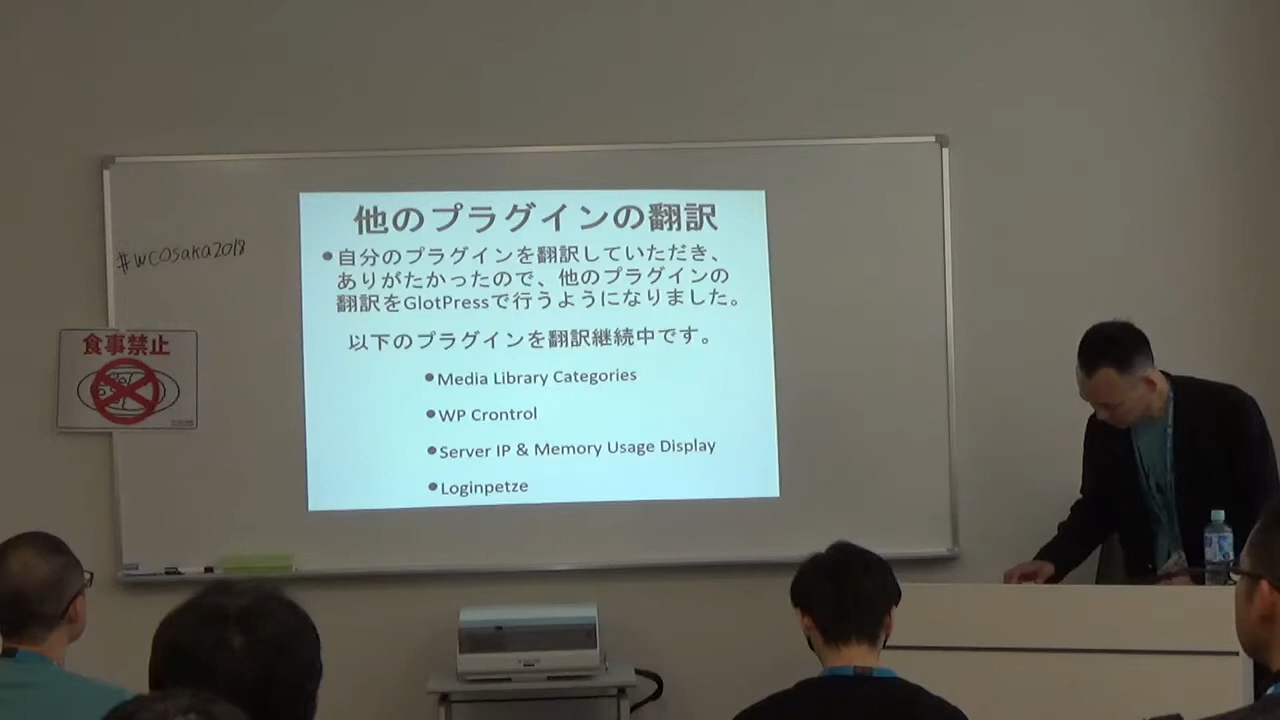 他のプラグインの翻訳
●自分のプラグインを翻訳していただき、
ありがたかったので、他のプラグインの
翻訳をGlotPressで行うようになりました。
以下のプラグインを翻訳継続中です。
●Media Library Categories
●WP Crontrol
●Server IP & Memory Usage Display
●Loginpetze
#WCOsaka2018
食事禁止